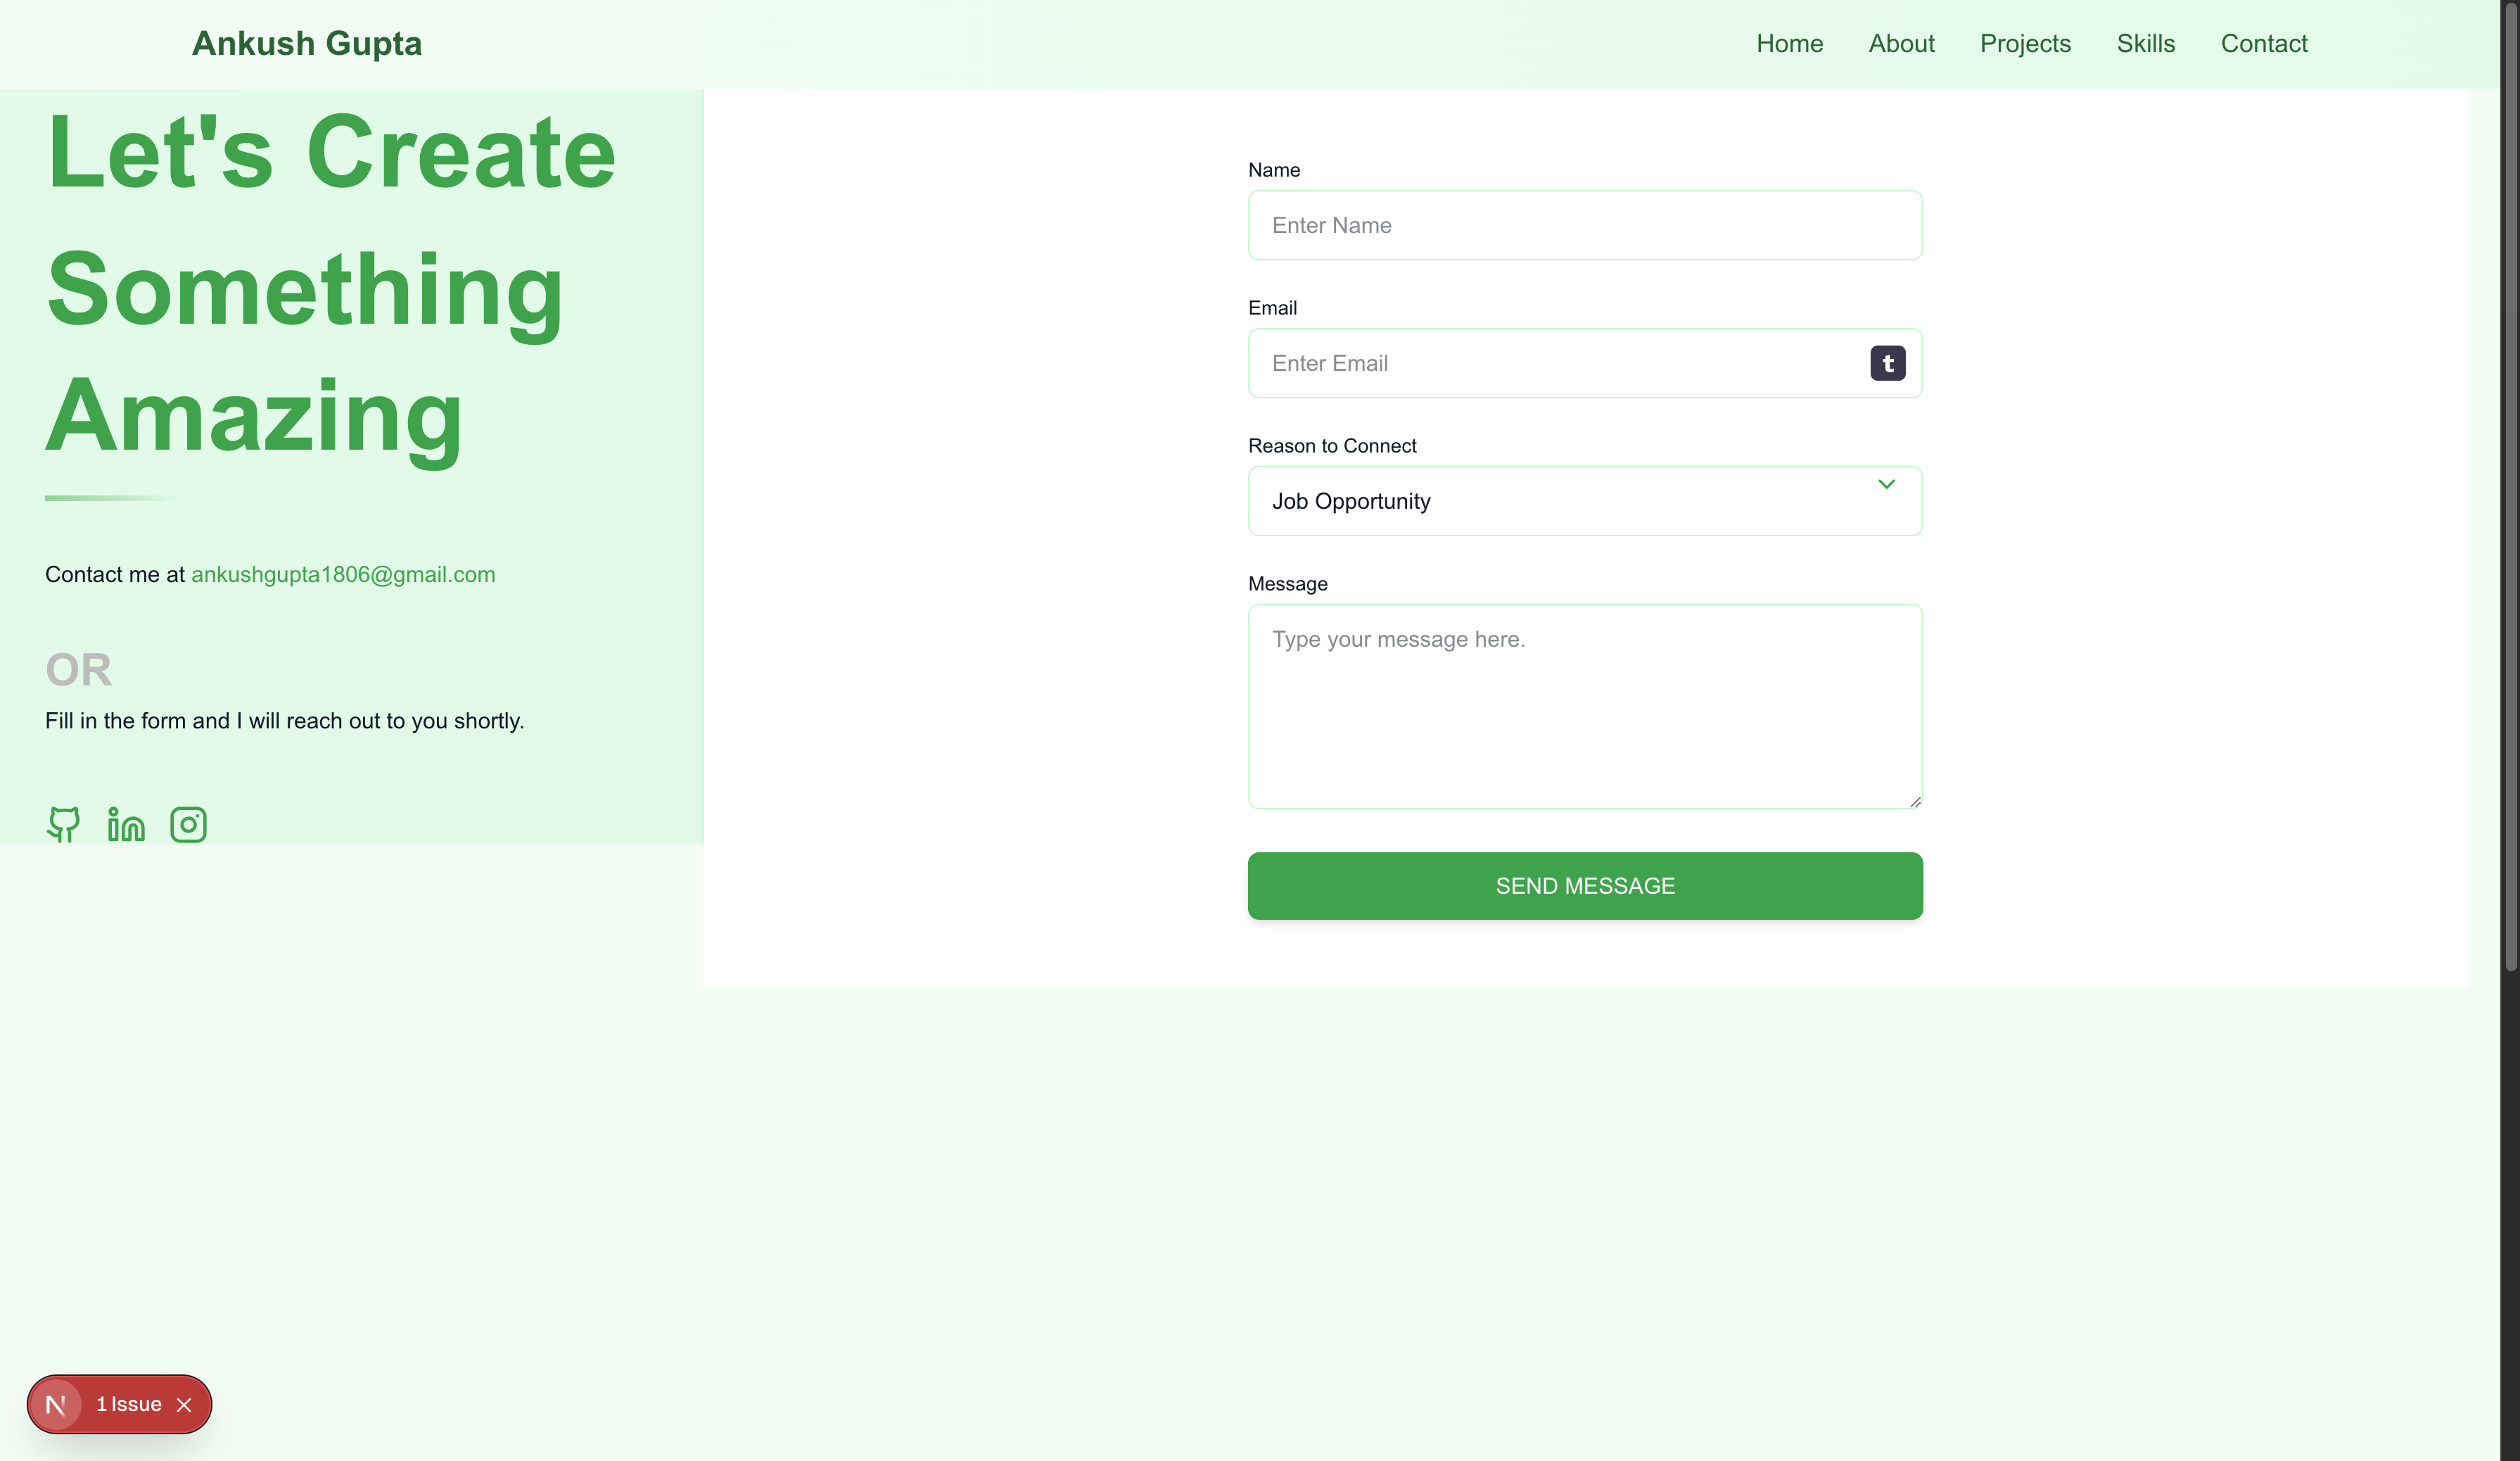 Ankush Gupta
Home About Projects Skills Contact
Let's Create
Something
Amazing
Contact me at ankushgupta1806@gmail.com
OR
Fill in the form and I will reach out to you shortly.
Name
Enter Name
Email
Enter Email
t
Reason to Connect
Job Opportunity
Message
Type your message here.
SEND MESSAGE
N 1 Issue